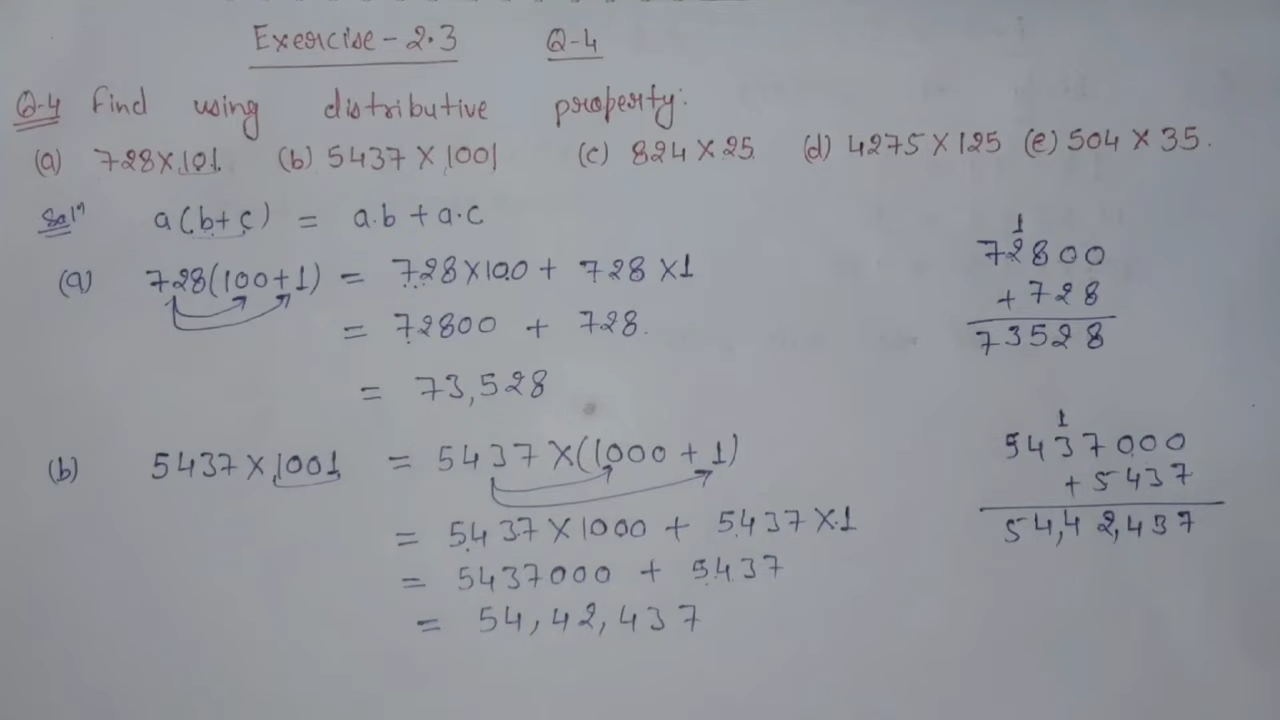 Exercise - 2.3 Q-4
Q-4 Find using distributive property:
(a) 728×101 (b) 5437×1001 (c) 824×25 (d) 4275×125 (e) 504×35.
Solⁿ a(b+c) = a.b + a.c
(a) 728(100+1) = 728×100 + 728×1
= 72800 + 728.
= 73,528
1
72800
+ 728
73528
(b) 5437×1001 = 5437×(1000+1)
= 5437×1000 + 5437×1
= 5437000 + 5437
= 54,42,437
1
5437000
+ 5437
54,42,437